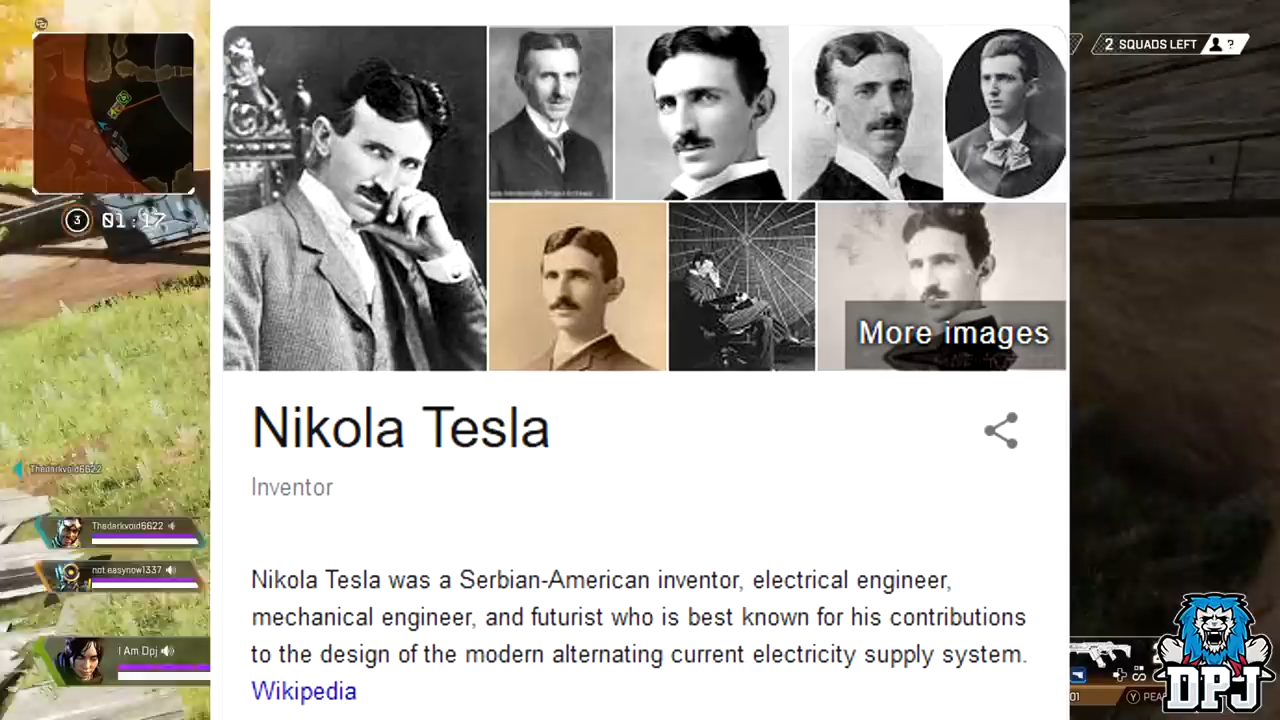 2 SQUADS LEFT
?
3
01:17
More images
Nikola Tesla
Inventor
Thedarkvoid6622
Thedarkvoid6622
not easynow1337
I Am Dpj
Nikola Tesla was a Serbian-American inventor, electrical engineer,
mechanical engineer, and futurist who is best known for his contributions
to the design of the modern alternating current electricity supply system.
Wikipedia
DPJ